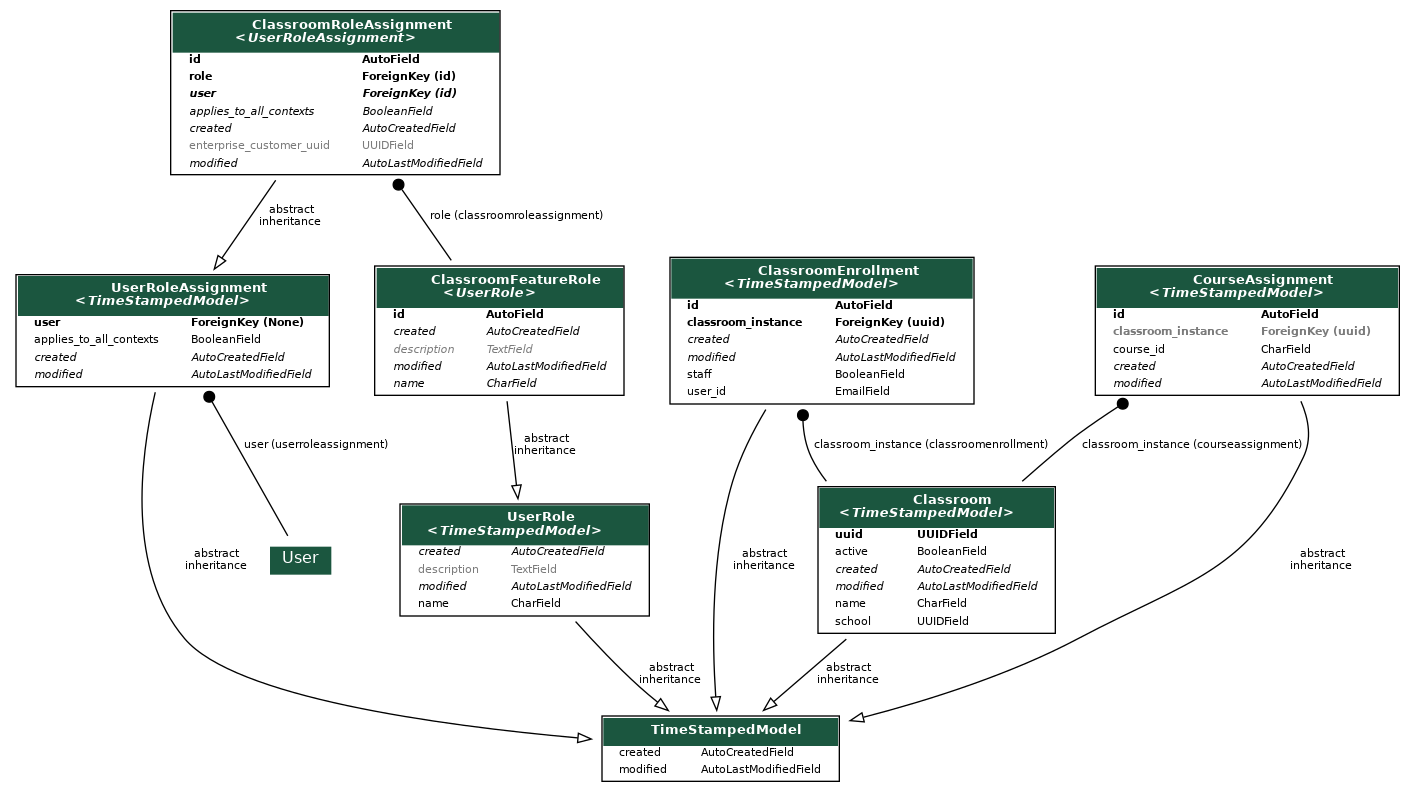 ClassroomRoleAssignment
<UserRoleAssignment>
id AutoField
role ForeignKey (id)
user ForeignKey (id)
applies_to_all_contexts BooleanField
created AutoCreatedField
enterprise_customer_uuid UUIDField
modified AutoLastModifiedField
abstract
inheritance
role (classroomroleassignment)
UserRoleAssignment
<TimeStampedModel>
user ForeignKey (None)
applies_to_all_contexts BooleanField
created AutoCreatedField
modified AutoLastModifiedField
ClassroomFeatureRole
<UserRole>
id AutoField
created AutoCreatedField
description TextField
modified AutoLastModifiedField
name CharField
ClassroomEnrollment
<TimeStampedModel>
id AutoField
classroom_instance ForeignKey (uuid)
created AutoCreatedField
modified AutoLastModifiedField
staff BooleanField
user_id EmailField
CourseAssignment
<TimeStampedModel>
id AutoField
classroom_instance ForeignKey (uuid)
course_id CharField
created AutoCreatedField
modified AutoLastModifiedField
user (userroleassignment)
abstract
inheritance
classroom_instance (classroomenrollment)
classroom_instance (courseassignment)
abstract
inheritance
User
UserRole
<TimeStampedModel>
created AutoCreatedField
description TextField
modified AutoLastModifiedField
name CharField
abstract
inheritance
Classroom
<TimeStampedModel>
uuid UUIDField
active BooleanField
created AutoCreatedField
modified AutoLastModifiedField
name CharField
school UUIDField
abstract
inheritance
abstract
inheritance
abstract
inheritance
TimeStampedModel
created AutoCreatedField
modified AutoLastModifiedField